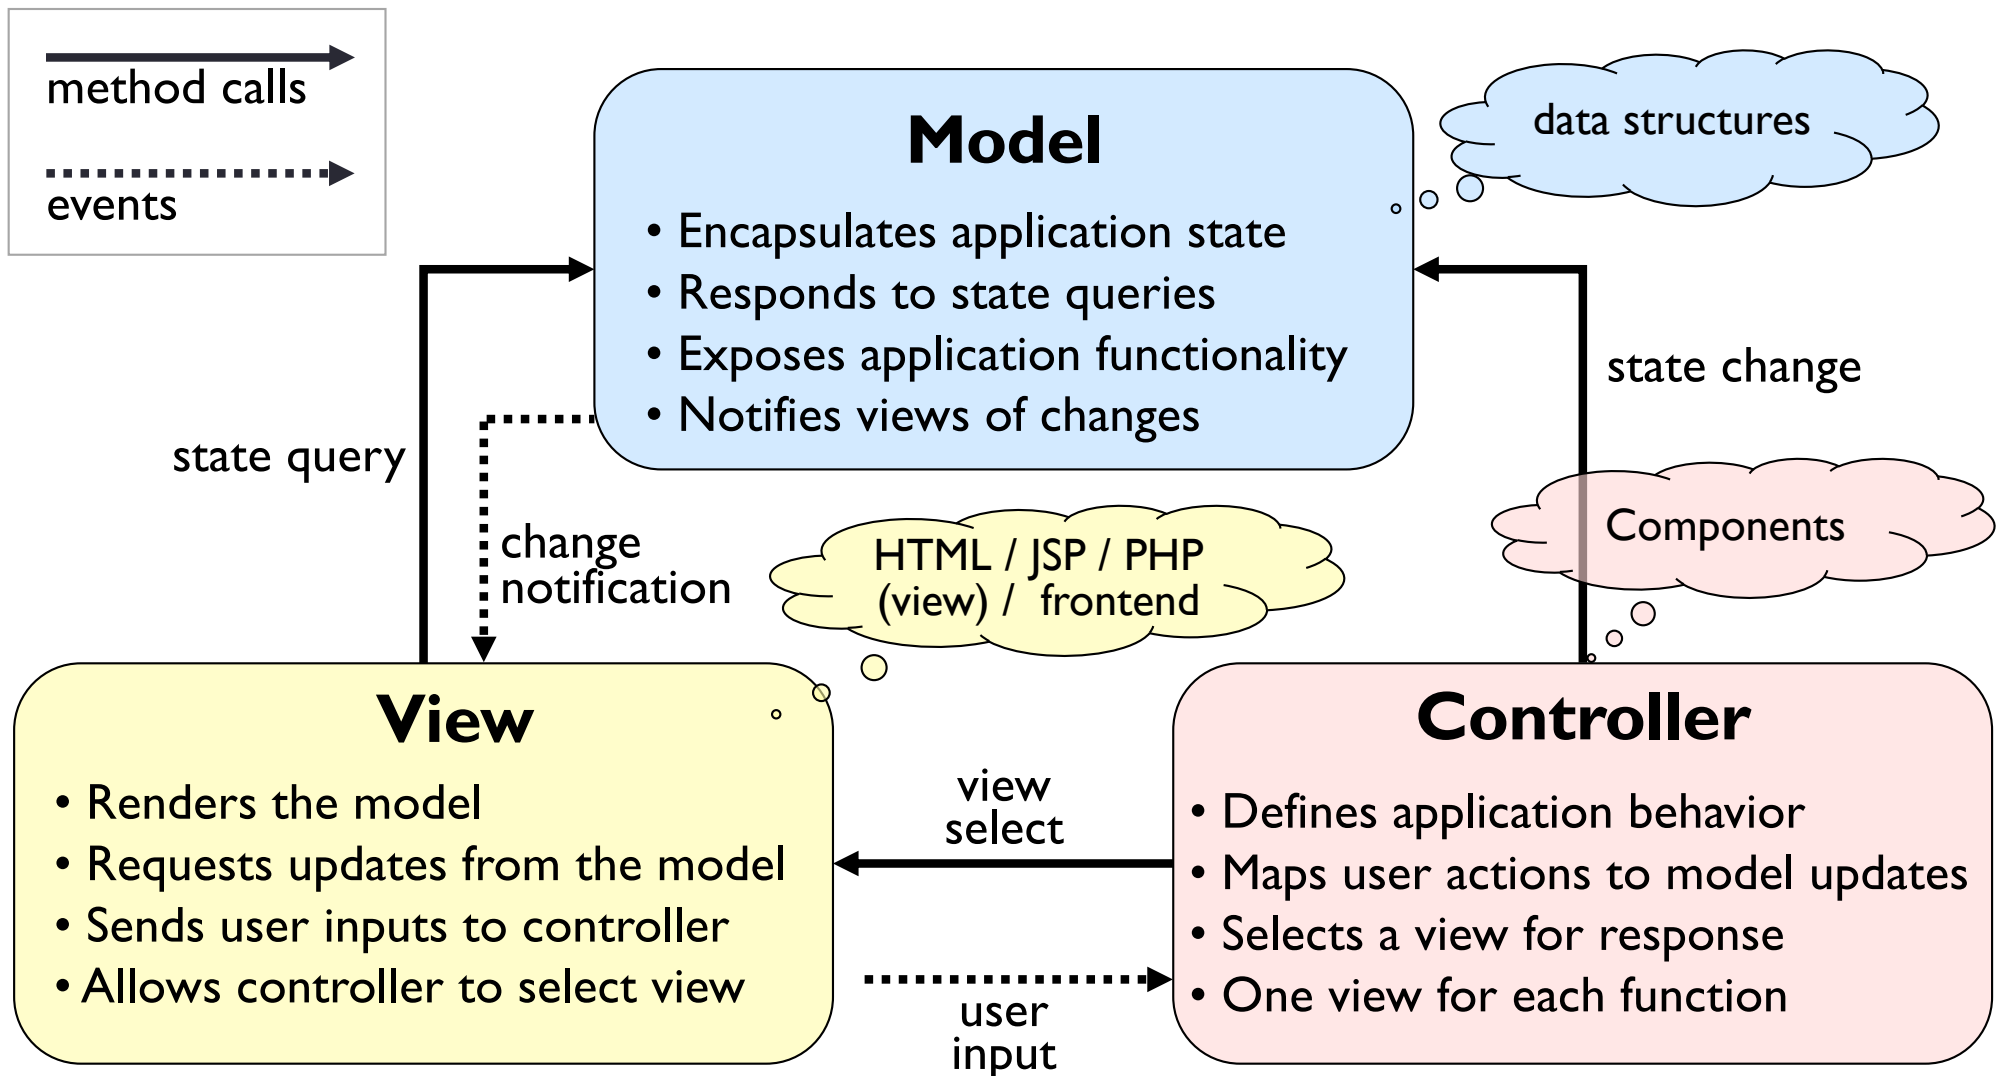 method calls
events
Model
• Encapsulates application state
• Responds to state queries
• Exposes application functionality
• Notifies views of changes
data structures
state query
change
notification
state change
HTML / JSP / PHP
(view) / frontend
Components
View
• Renders the model
• Requests updates from the model
• Sends user inputs to controller
• Allows controller to select view
view
select
user
input
Controller
• Defines application behavior
• Maps user actions to model updates
• Selects a view for response
• One view for each function